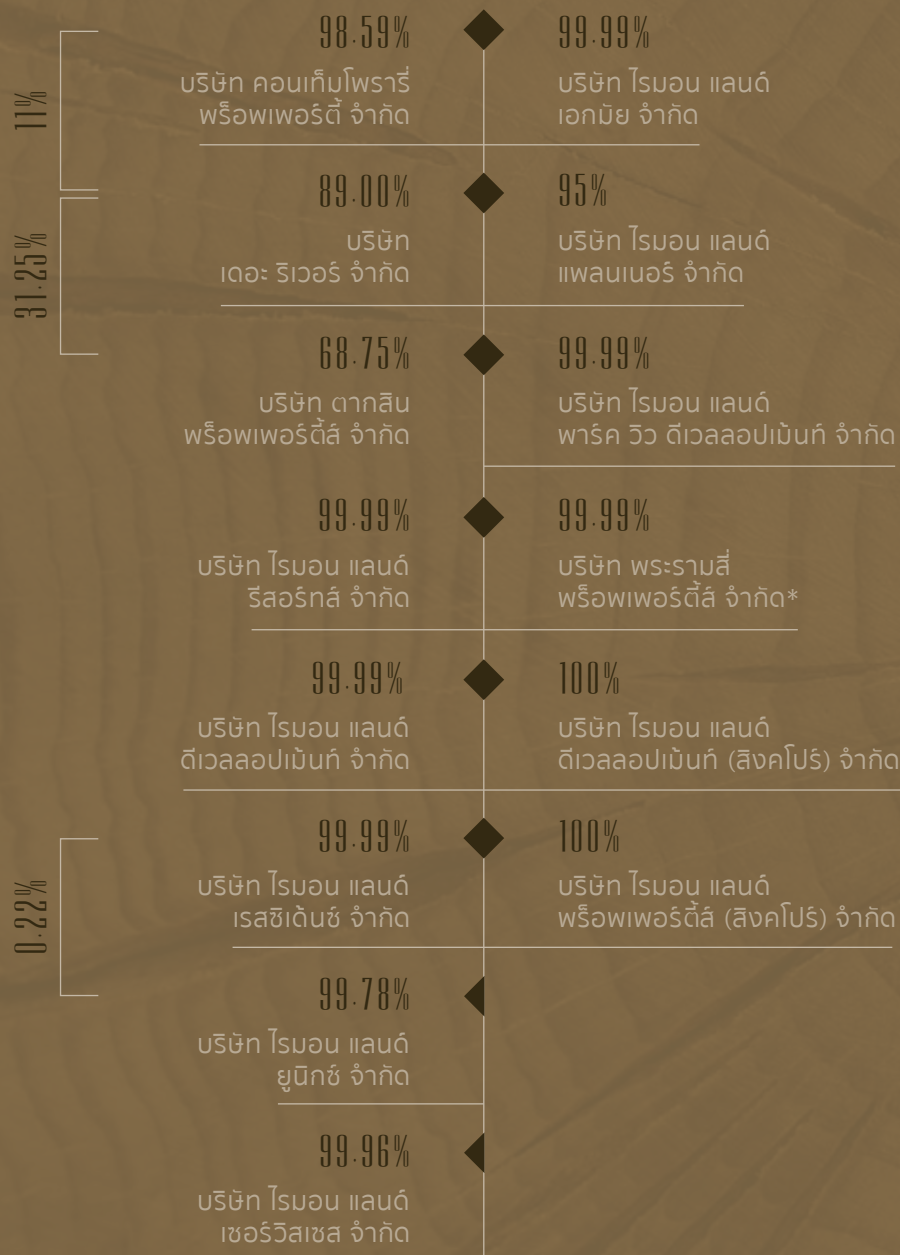 98.59%
บริษัท คอนเท็มโพรารี่
พร็อพเพอร์ตี้ จำกัด
99.99%
บริษัท ไรมอน แลนด์
เอกมัย จำกัด
11%
89.00%
บริษัท
เดอะ ริเวอร์ จำกัด
95%
บริษัท ไรมอน แลนด์
แพลนเนอร์ จำกัด
31.25%
68.75%
บริษัท ตากสิน
พร็อพเพอร์ตี้ส์ จำกัด
99.99%
บริษัท ไรมอน แลนด์
พาร์ค วิว ดีเวลลอปเม้นท์ จำกัด
99.99%
บริษัท ไรมอน แลนด์
รีสอร์ทส์ จำกัด
99.99%
บริษัท พระรามสี่
พร็อพเพอร์ตี้ส์ จำกัด*
99.99%
บริษัท ไรมอน แลนด์
ดีเวลลอปเม้นท์ จำกัด
100%
บริษัท ไรมอน แลนด์
ดีเวลลอปเม้นท์ (สิงคโปร์) จำกัด
99.99%
บริษัท ไรมอน แลนด์
เรสซิเด้นซ์ จำกัด
100%
บริษัท ไรมอน แลนด์
พร็อพเพอร์ตี้ส์ (สิงคโปร์) จำกัด
0.22%
99.78%
บริษัท ไรมอน แลนด์
ยูนิกซ์ จำกัด
99.96%
บริษัท ไรมอน แลนด์
เซอร์วิสเซส จำกัด